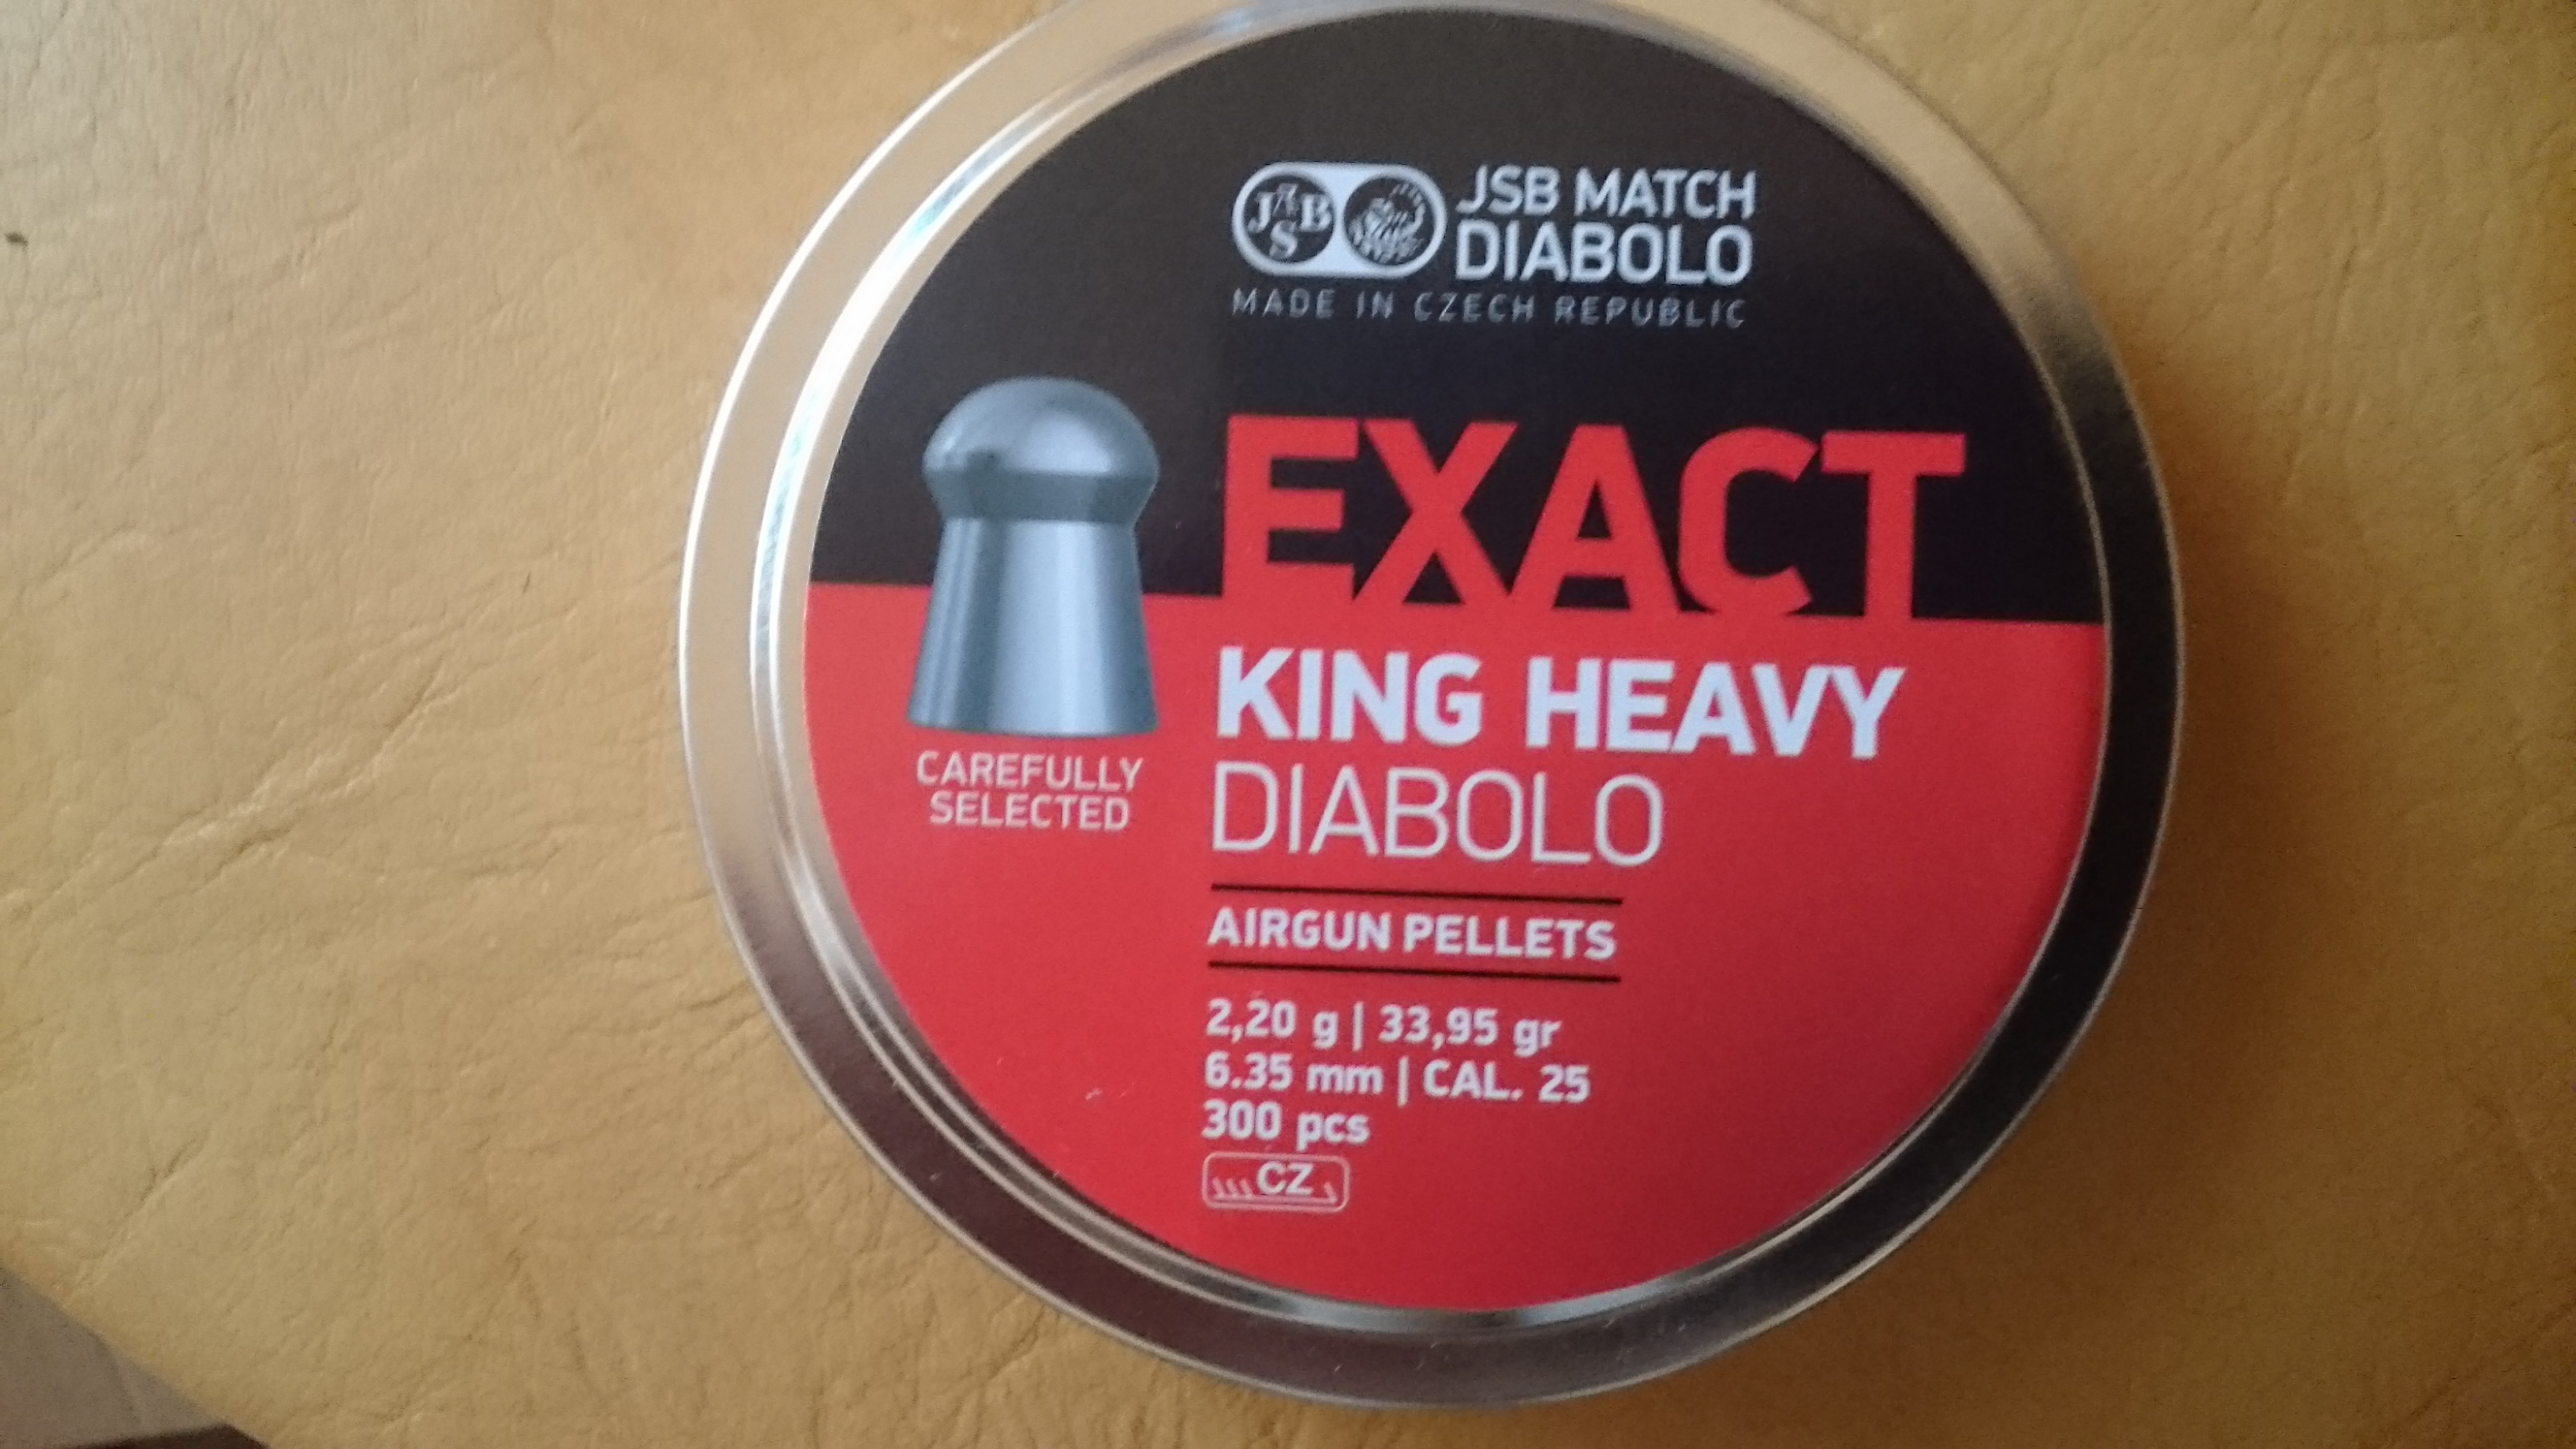 JSB
JSB MATCH
DIABOLO
MADE IN CZECH REPUBLIC
EXACT
KING HEAVY
DIABOLO
CAREFULLY
SELECTED
AIRGUN PELLETS
2,20 g | 33,95 gr
6.35 mm | CAL. 25
300 pcs
CZ